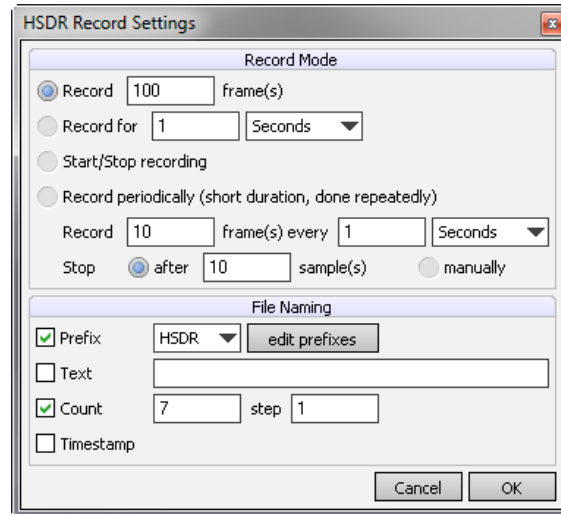 HSDR Record Settings
Record Mode
Record 100 frame(s)
Record for 1 Seconds
Start/Stop recording
Record periodically (short duration, done repeatedly)
Record 10 frame(s) every 1 Seconds
Stop after 10 sample(s) manually
File Naming
Prefix HSDR edit prefixes
Text
Count 7 step 1
Timestamp
Cancel OK